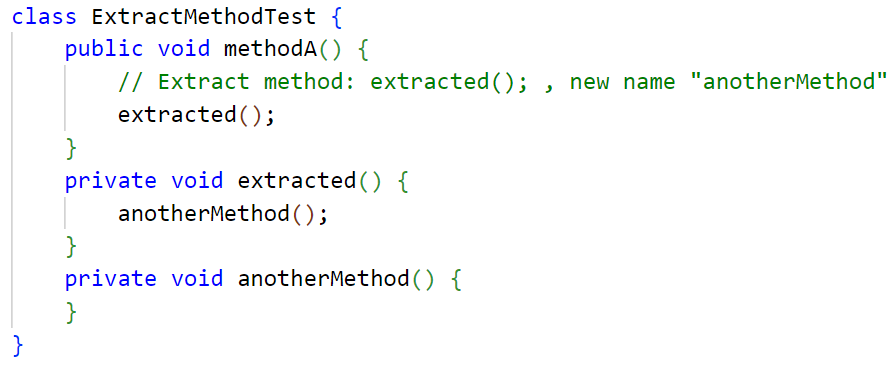 class ExtractMethodTest {
    public void methodA() {
        // Extract method: extracted(); , new name "anotherMethod"
        extracted();
    }
    private void extracted() {
        anotherMethod();
    }
    private void anotherMethod() {
    }
}